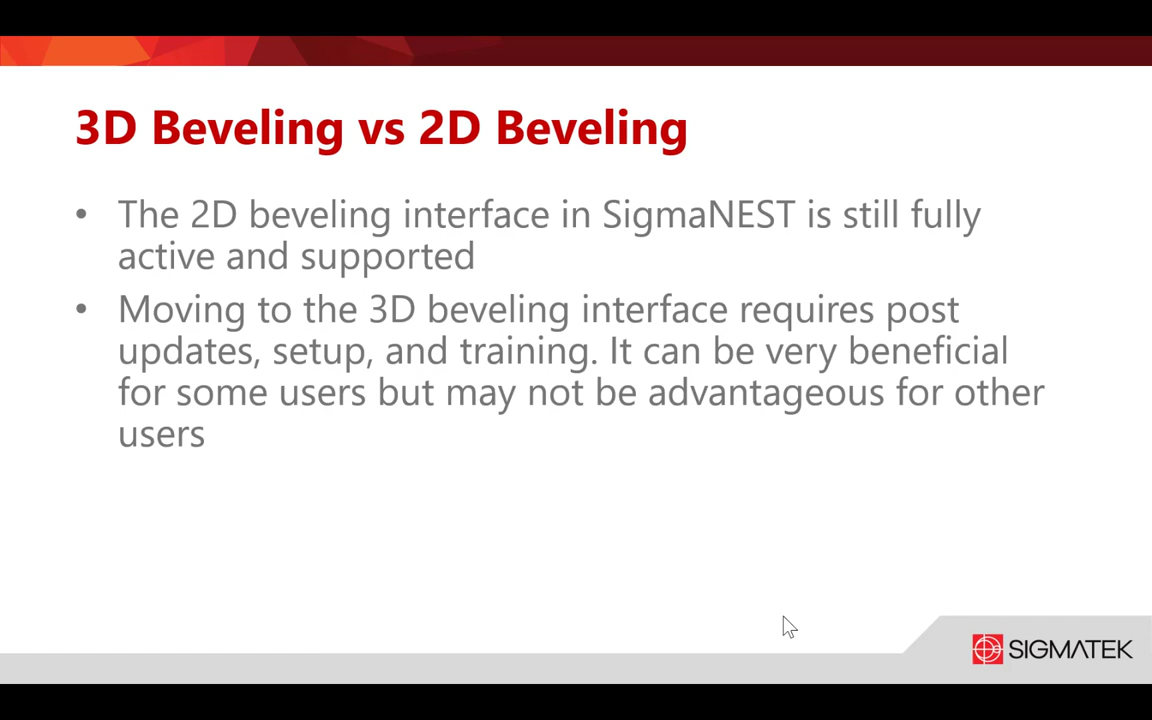 3D Beveling vs 2D Beveling
• The 2D beveling interface in SigmaNEST is still fully
active and supported
• Moving to the 3D beveling interface requires post
updates, setup, and training. It can be very beneficial
for some users but may not be advantageous for other
users
SIGMATEK